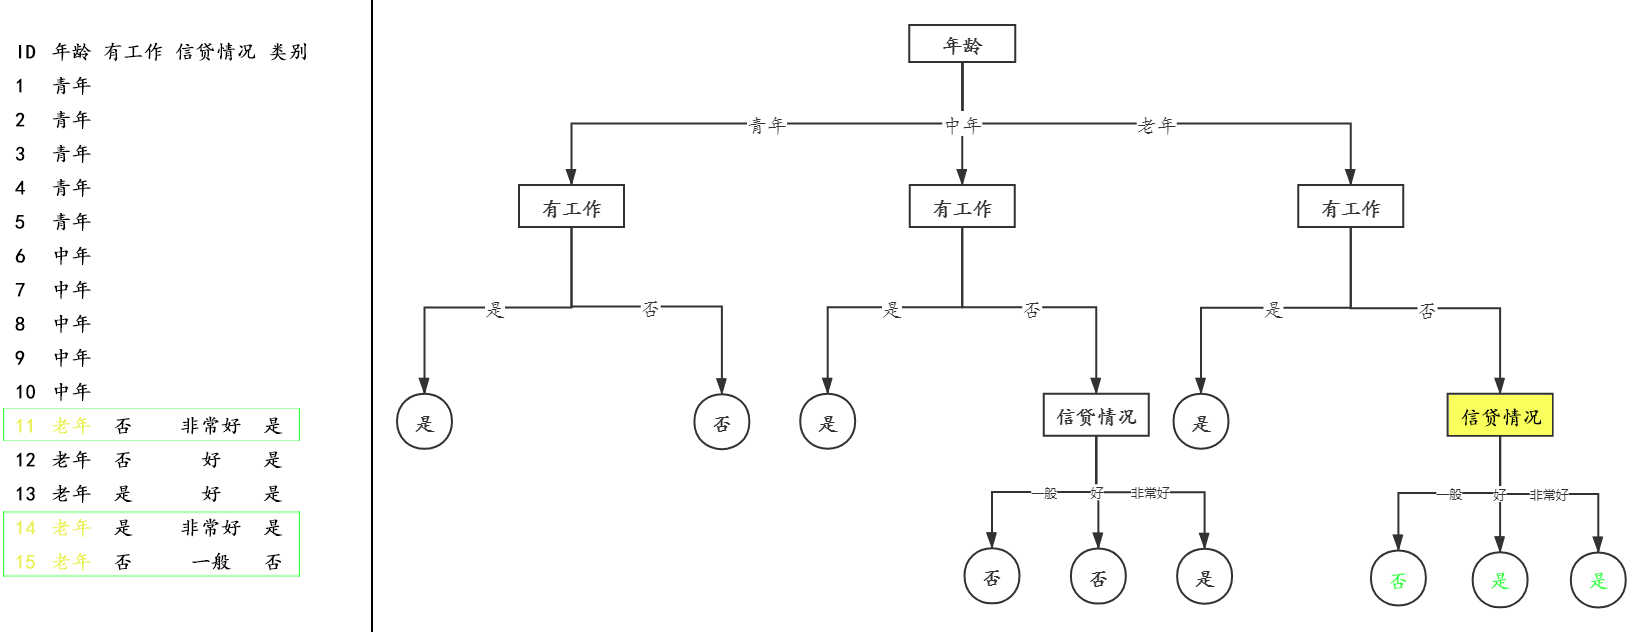 ID 年龄 有工作 信贷情况 类别
1 青年
2 青年
3 青年
4 青年
5 青年
6 中年
7 中年
8 中年
9 中年
10 中年
11 老年 否 非常好 是
12 老年 否 好 是
13 老年 是 好 是
14 老年 是 非常好 是
15 老年 否 一般 否
年龄
青年 中年 老年
有工作 有工作 有工作
是 否 是 否 是 否
是 否 是 信贷情况 是 信贷情况
一般 好 非常好 一般 好 非常好
否 否 是 否 是 是